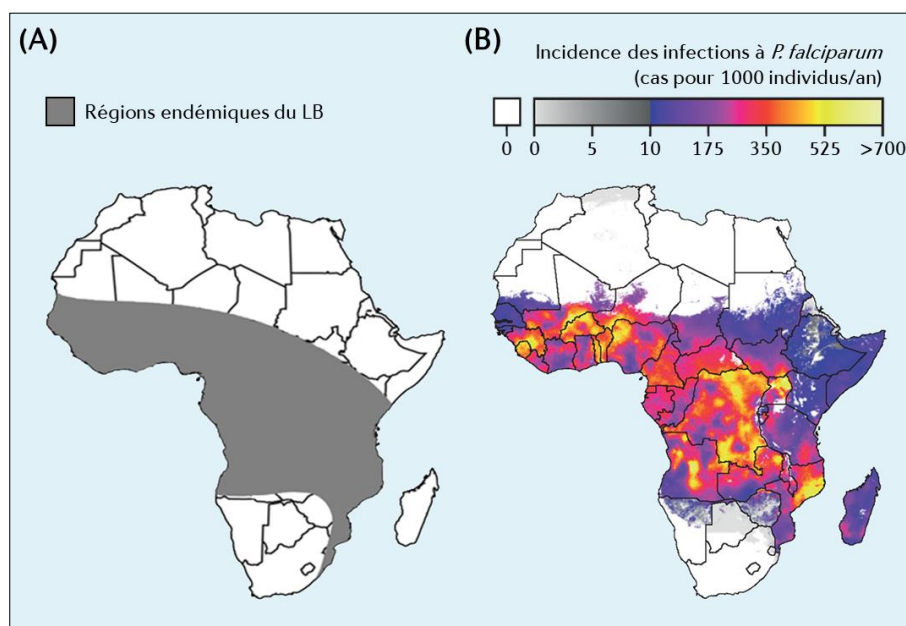 (A)
Régions endémiques du LB
(B)
Incidence des infections à P. falciparum
(cas pour 1000 individus/an)
0 0 5 10 175 350 525 >700